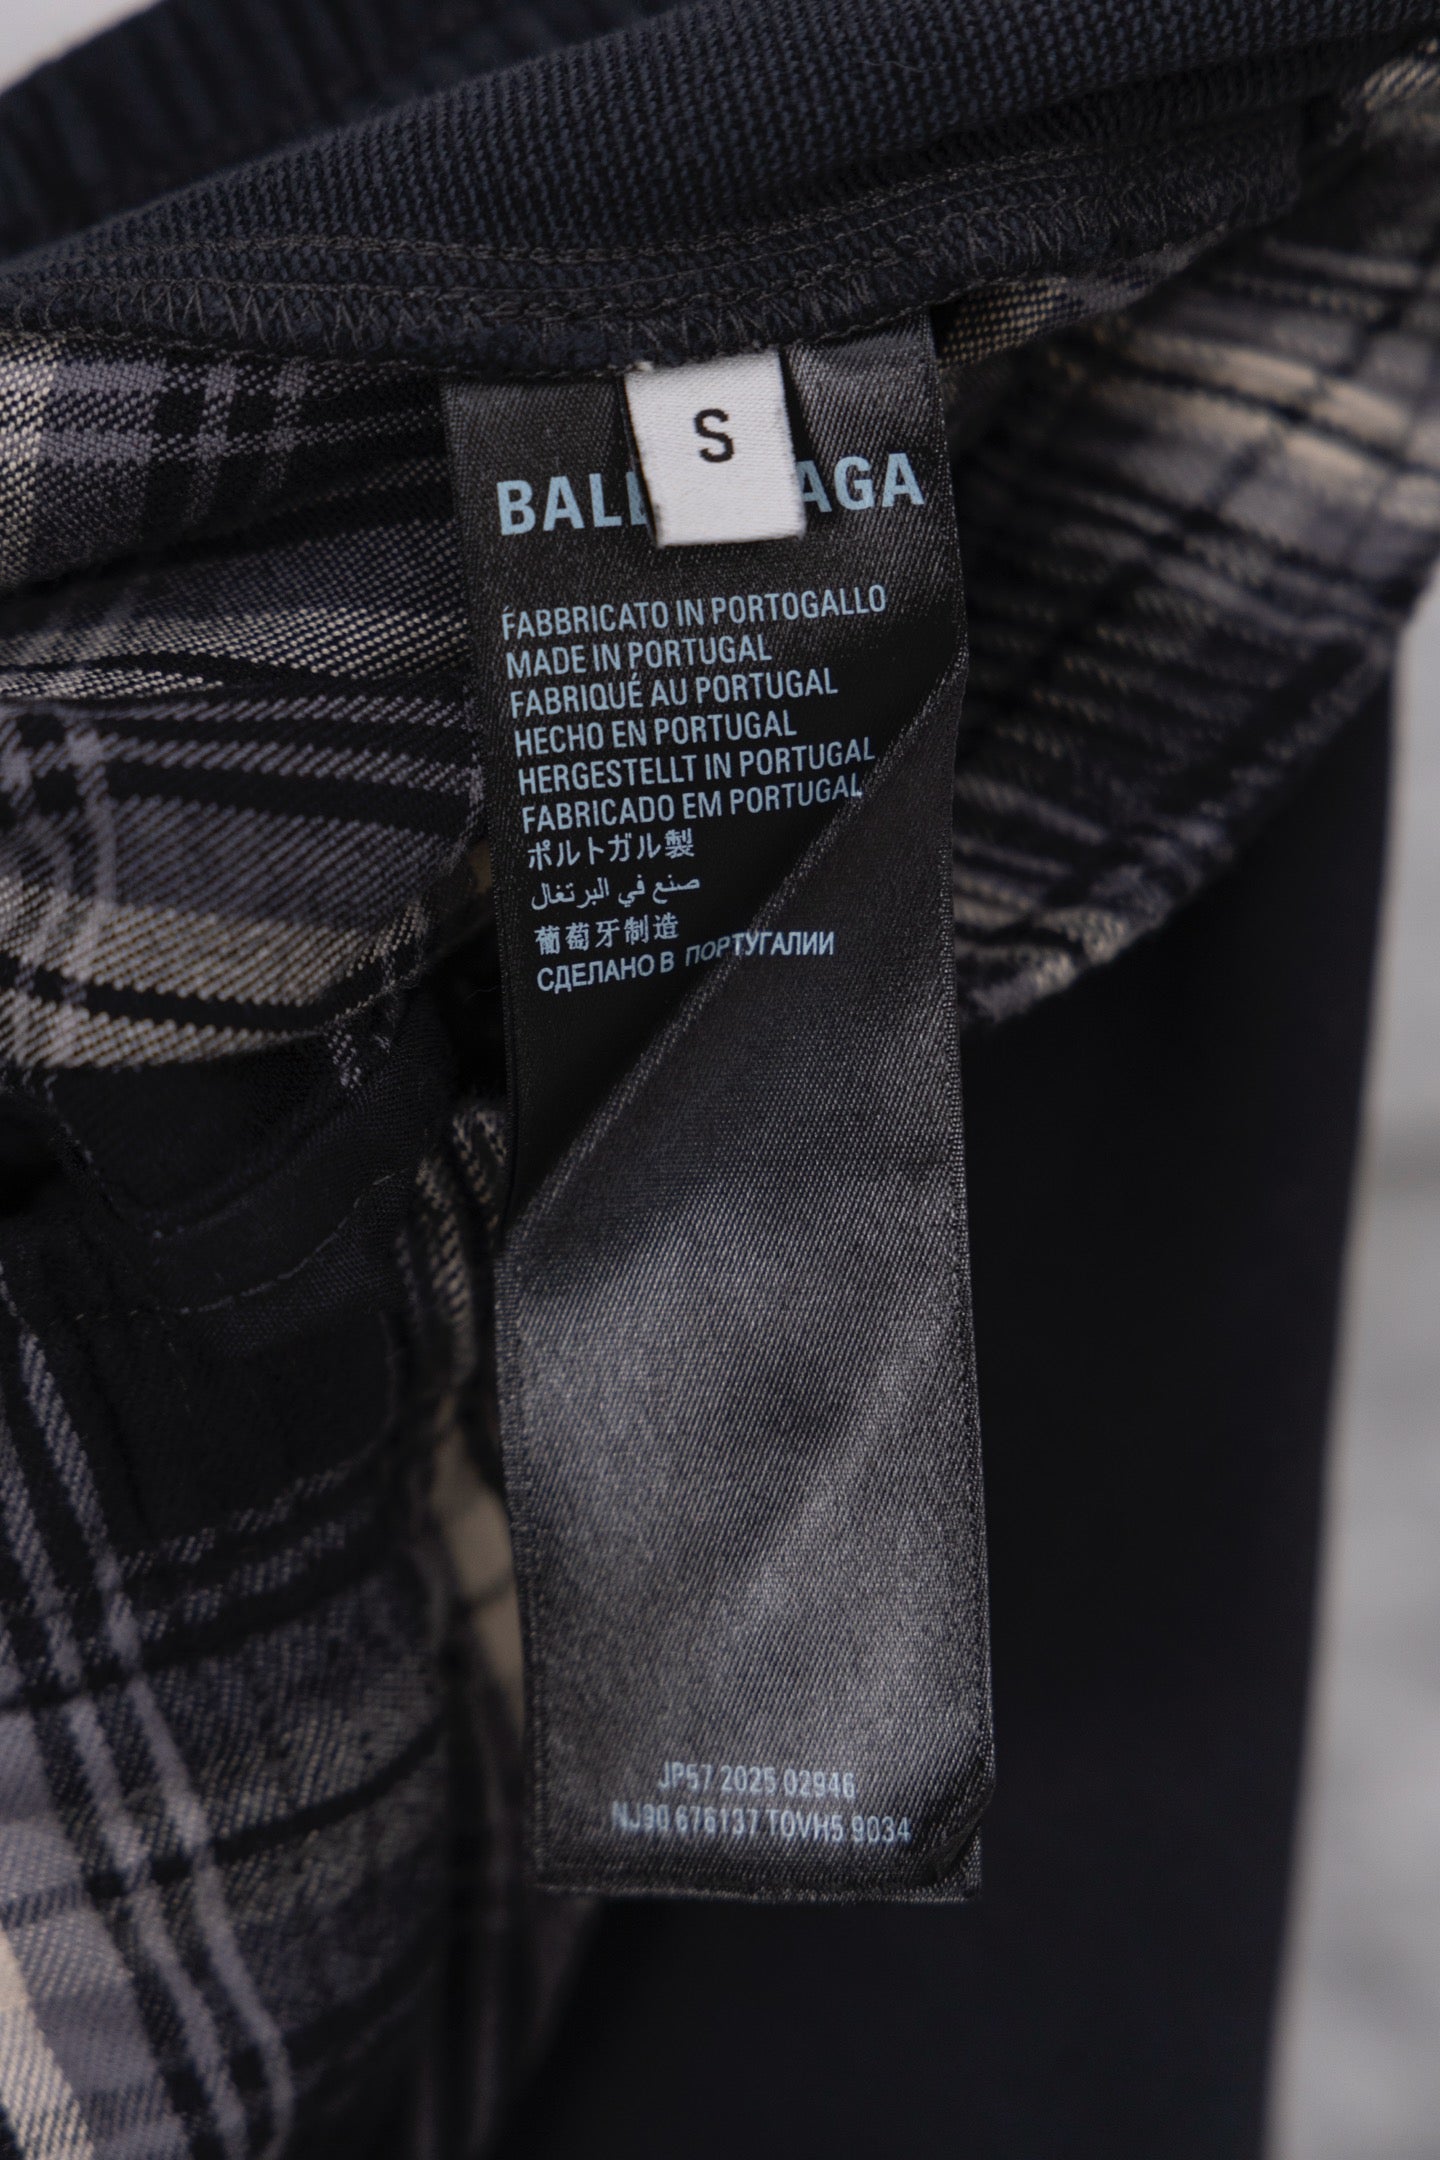 S
BAL AGA
FABBRICATO IN PORTOGALLO
MADE IN PORTUGAL
FABRIQUÉ AU PORTUGAL
HECHO EN PORTUGAL
HERGESTELLT IN PORTUGAL
FABRICADO EM PORTUGAL
ポルトガル製
صنع في البرتغال
葡萄牙制造
СДЕЛАНО В ПОРТУГАЛИИ
JP57 2025 02946
NJ90 676137 TOVH5 9034